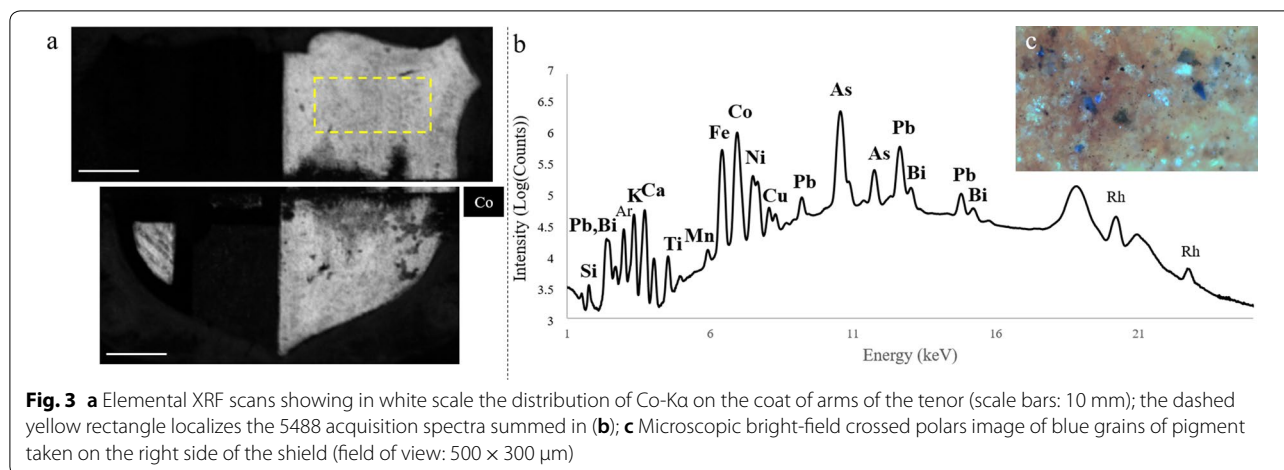 a
Co
b
c
Intensity (Log(Counts))
7
6.5
6
5.5
5
4.5
4
3.5
3
Si
Pb,Bi
Ar
K
Ca
Ti
Mn
Fe
Co
Ni
Cu
Pb
As
As
Pb
Bi
Pb
Bi
Rh
Rh
1
6
11
16
21
Energy (keV)
Fig. 3 a Elemental XRF scans showing in white scale the distribution of Co-Kα on the coat of arms of the tenor (scale bars: 10 mm); the dashed
yellow rectangle localizes the 5488 acquisition spectra summed in (b); c Microscopic bright-field crossed polars image of blue grains of pigment
taken on the right side of the shield (field of view: 500 × 300 μm)